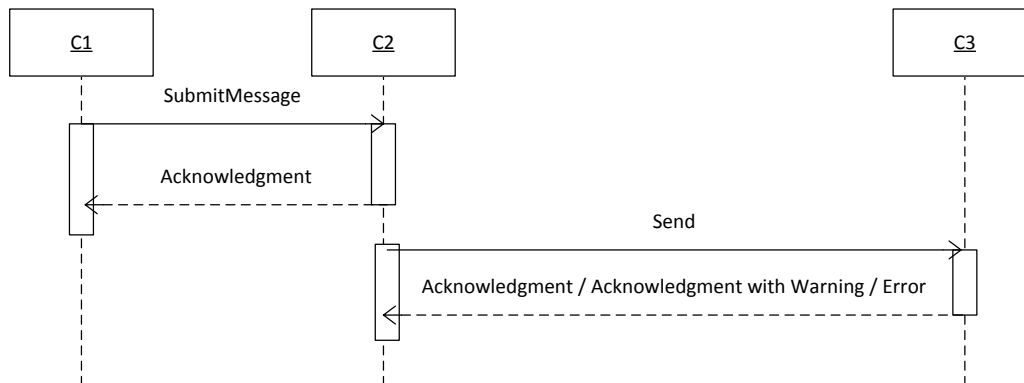 C1
C2
C3
SubmitMessage
Acknowledgment
Send
Acknowledgment / Acknowledgment with Warning / Error